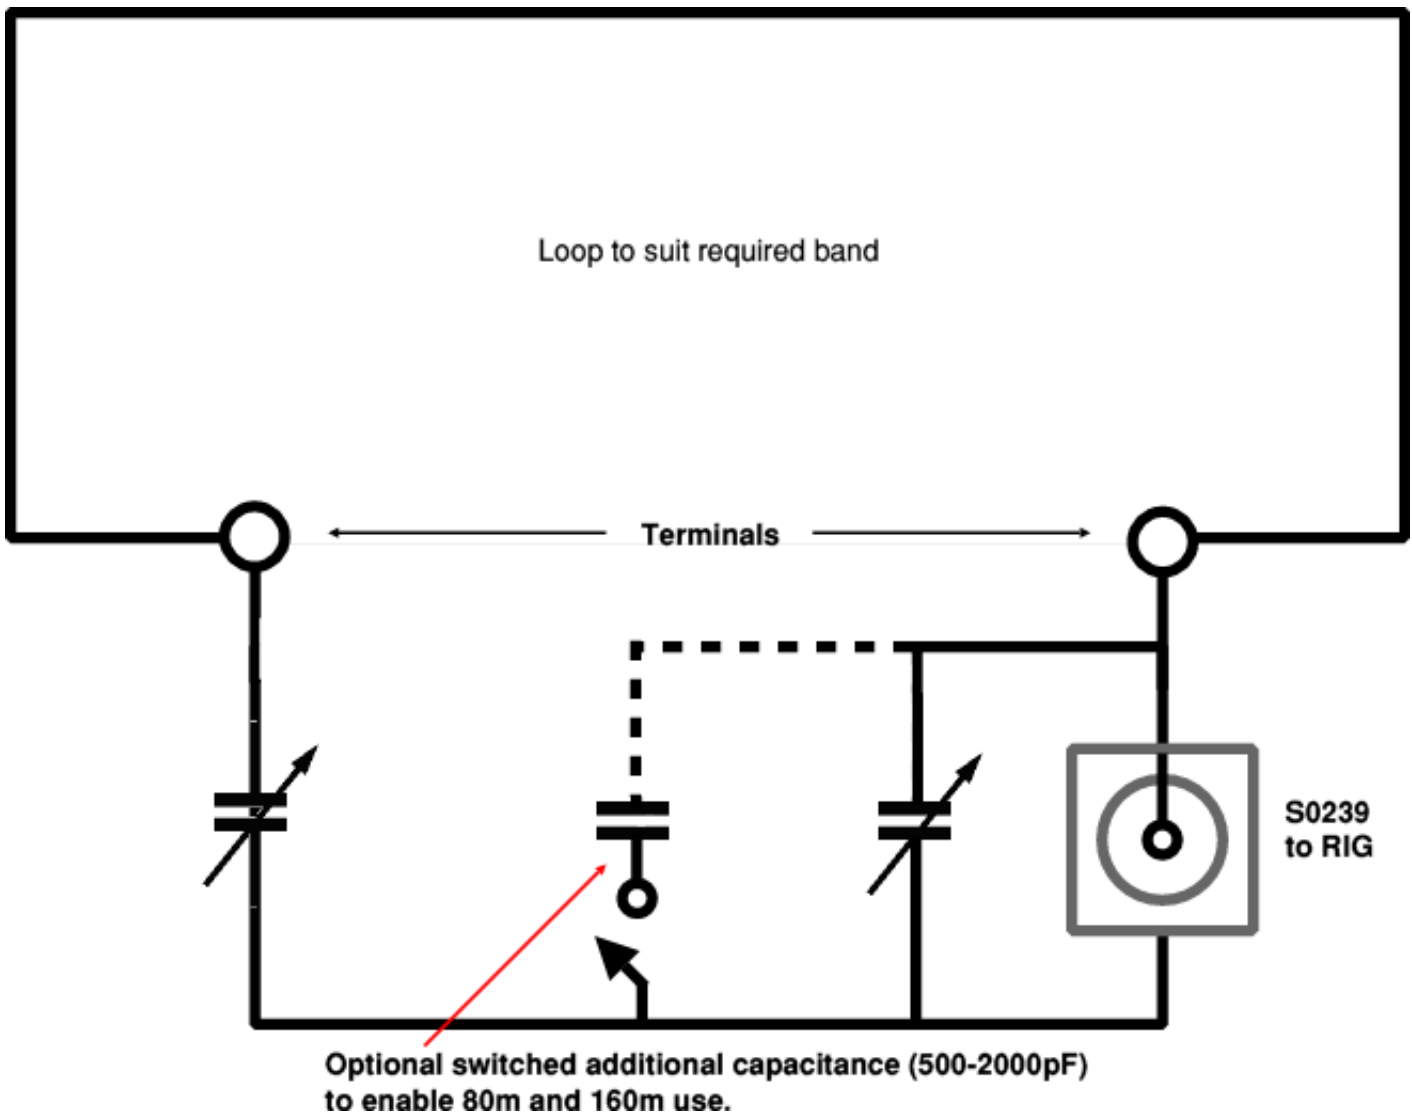 Loop to suit required band
Terminals
S0239
to RIG
Optional switched additional capacitance (500-2000pF)
to enable 80m and 160m use.